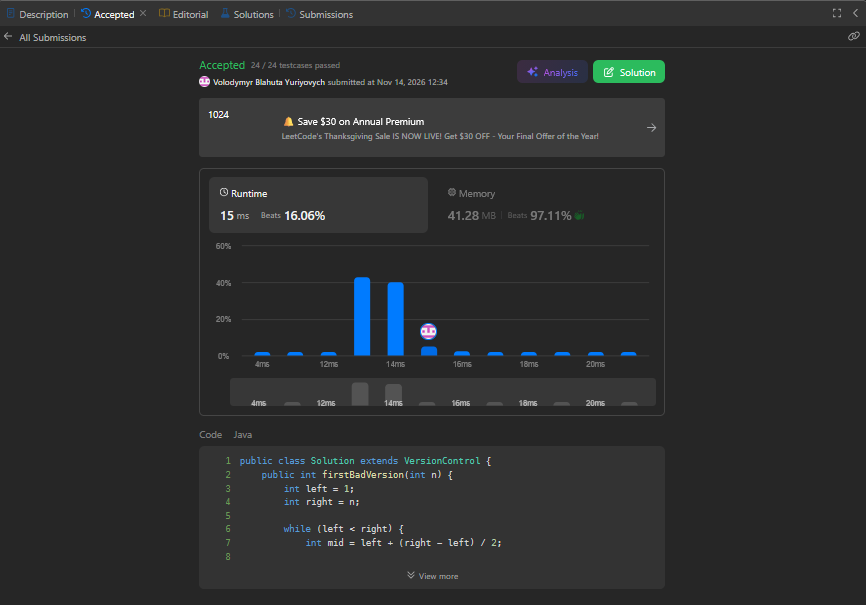 Description Accepted Editorial Solutions Submissions
All Submissions
Accepted 24 / 24 testcases passed
Volodymyr Blahuta Yuriyovych submitted at Nov 14, 2026 12:34
Analysis
Solution
1024
Save $30 on Annual Premium
LeetCode's Thanksgiving Sale IS NOW LIVE! Get $30 OFF - Your Final Offer of the Year!
Runtime
15 ms Beats 16.06%
Memory
41.28 MB Beats 97.11%
60%
40%
20%
0%
4ms 12ms 14ms 16ms 18ms 20ms
4ms 12ms 14ms 16ms 18ms 20ms
Code Java
1 public class Solution extends VersionControl {
2 public int firstBadVersion(int n) {
3 int left = 1;
4 int right = n;
5
6 while (left < right) {
7 int mid = left + (right - left) / 2;
8
View more